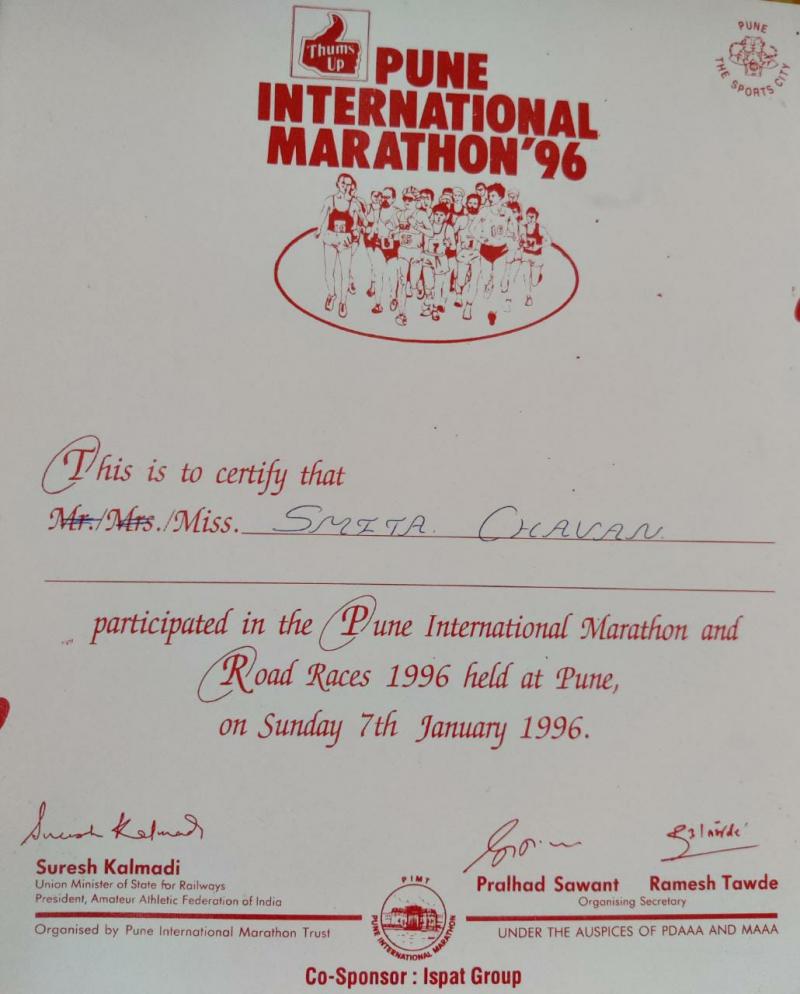 Thums
Up
PUNE
INTERNATIONAL
MARATHON'96
PUNE
THE SPORTS CITY
This is to certify that
Mr./Mrs./Miss. SMITA CHAVAN
participated in the Pune International Marathon and
Road Races 1996 held at Pune,
on Sunday 7th January 1996.
Suresh Kalmadi
Suresh Kalmadi
Union Minister of State for Railways
President, Amateur Athletic Federation of India
Pralhad Sawant Ramesh Tawde
Organising Secretary
Organised by Pune International Marathon Trust
PIMT
PUNE INTERNATIONAL MARATHON
UNDER THE AUSPICES OF PDAAA AND MAAA
Co-Sponsor : Ispat Group